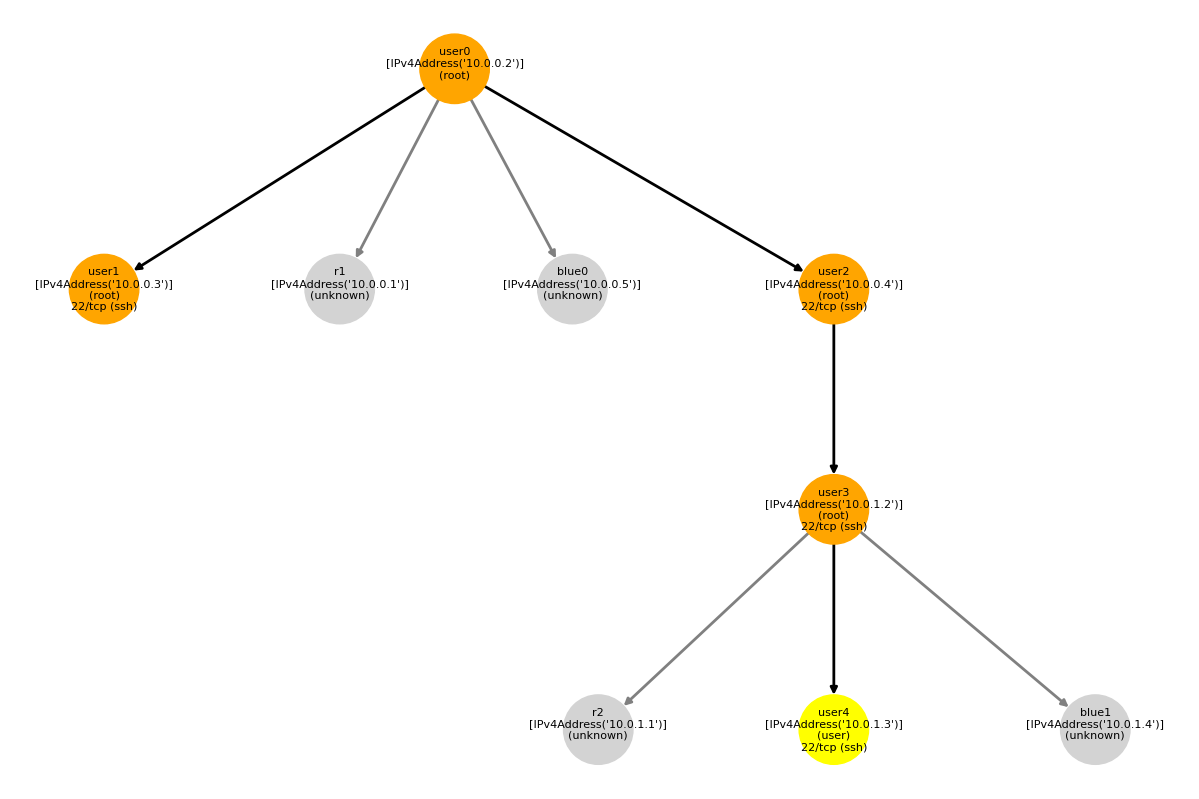 user0
[IPv4Address('10.0.0.2')]
(root)
user1
[IPv4Address('10.0.0.3')]
(root)
22/tcp (ssh)
r1
[IPv4Address('10.0.0.1')]
(unknown)
blue0
[IPv4Address('10.0.0.5')]
(unknown)
user2
[IPv4Address('10.0.0.4')]
(root)
22/tcp (ssh)
user3
[IPv4Address('10.0.1.2')]
(root)
22/tcp (ssh)
r2
[IPv4Address('10.0.1.1')]
(unknown)
user4
[IPv4Address('10.0.1.3')]
(user)
22/tcp (ssh)
blue1
[IPv4Address('10.0.1.4')]
(unknown)